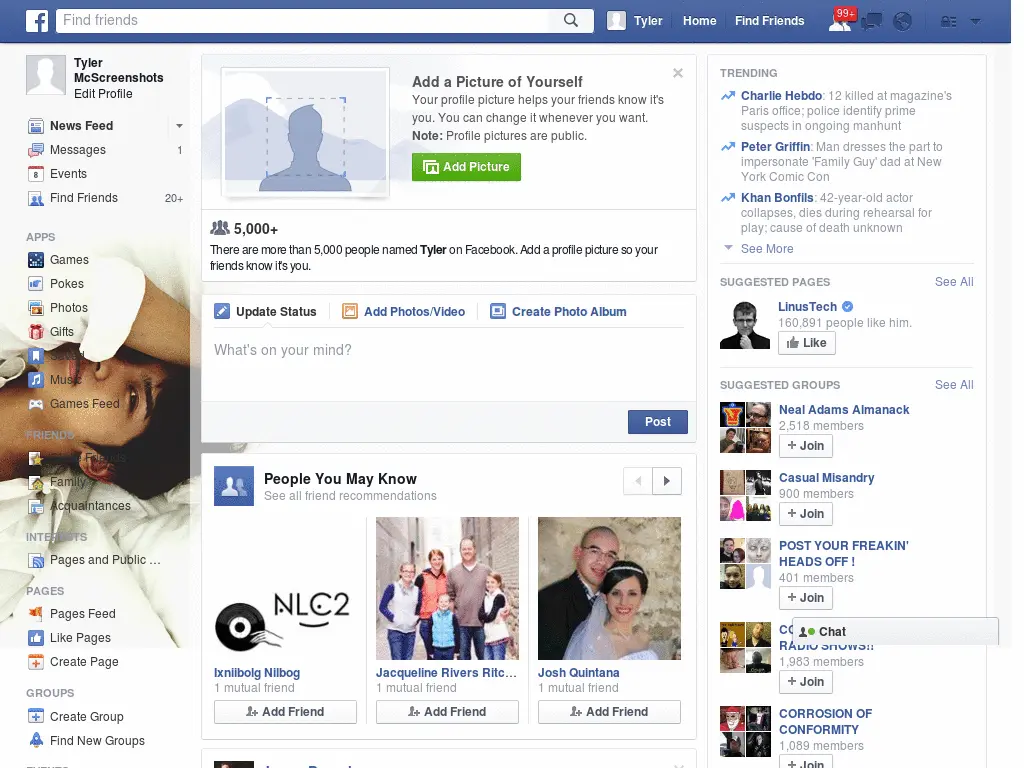 Find friends
Tyler
Home
Find Friends
99+
Tyler
McScreenshots
Edit Profile
News Feed
Messages 1
8 Events
Find Friends 20+
APPS
Games
Pokes
Photos
Gifts
Saved
Music
Games Feed
FRIENDS
Close Friends
Family
Acquaintances
INTERESTS
Pages and Public ...
PAGES
Pages Feed
Like Pages
Create Page
GROUPS
Create Group
Find New Groups
Add a Picture of Yourself
Your profile picture helps your friends know it's
you. You can change it whenever you want.
Note: Profile pictures are public.
Add Picture
5,000+
There are more than 5,000 people named Tyler on Facebook. Add a profile picture so your
friends know it's you.
Update Status
Add Photos/Video
Create Photo Album
What's on your mind?
Post
People You May Know
See all friend recommendations
NLC2
Ixniibolg Nilbog
1 mutual friend
Add Friend
Jacqueline Rivers Ritc...
1 mutual friend
Add Friend
Josh Quintana
1 mutual friend
Add Friend
TRENDING
Charlie Hebdo: 12 killed at magazine's
Paris office; police identify prime
suspects in ongoing manhunt
Peter Griffin: Man dresses the part to
impersonate 'Family Guy' dad at New
York Comic Con
Khan Bonfils: 42-year-old actor
collapses, dies during rehearsal for
play; cause of death unknown
See More
SUGGESTED PAGES See All
LinusTech
160,891 people like him.
Like
SUGGESTED GROUPS See All
Neal Adams Almanack
2,518 members
+ Join
Casual Misandry
900 members
+ Join
POST YOUR FREAKIN'
HEADS OFF !
401 members
+ Join
Chat
RADIO SHOWS!!
1,983 members
+ Join
CORROSION OF
CONFORMITY
1,089 members
+ Join